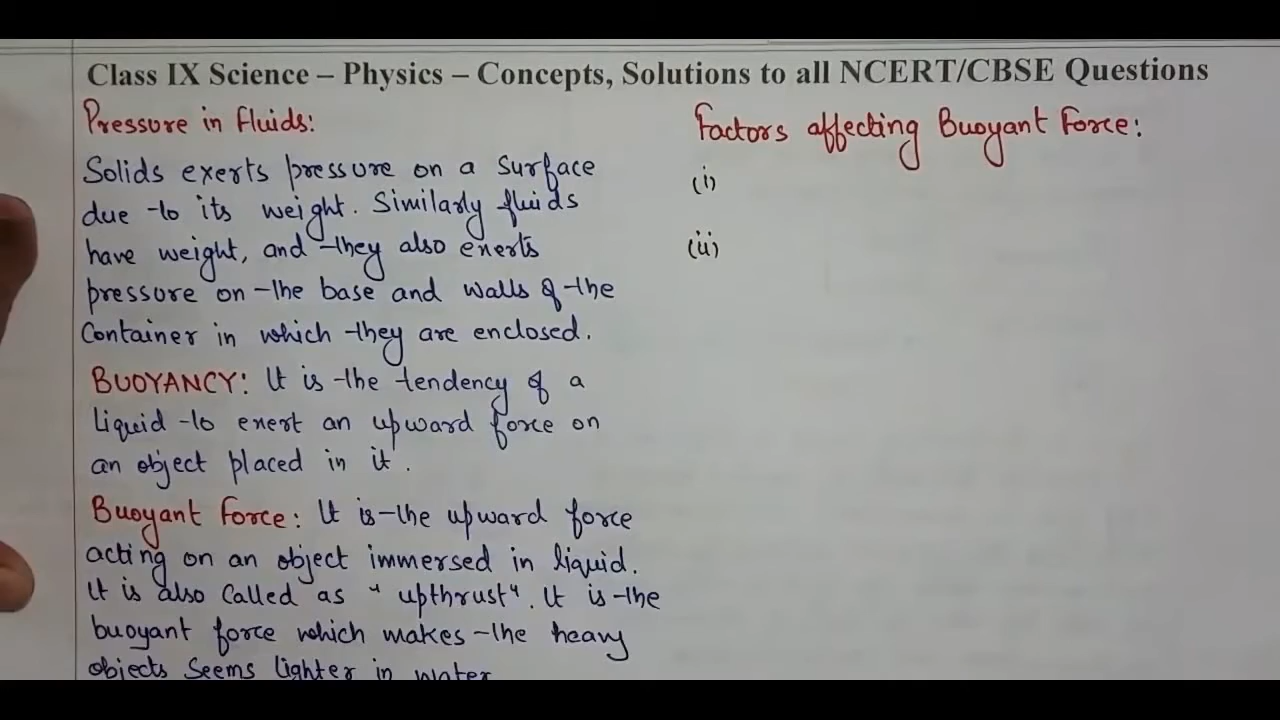 Class IX Science – Physics – Concepts, Solutions to all NCERT/CBSE Questions
Pressure in Fluids:
Solids exerts pressure on a surface
due to its weight. Similarly fluids
have weight, and they also exerts
pressure on the base and walls of the
Container in which they are enclosed.
BUOYANCY: It is the tendency of a
liquid to exert an upward force on
an object placed in it.
Buoyant Force: It is the upward force
acting on an object immersed in liquid.
It is also Called as "upthrust". It is the
buoyant force which makes the heavy
objects Seems lighter in water
Factors affecting Buoyant Force:
(i)
(ii)